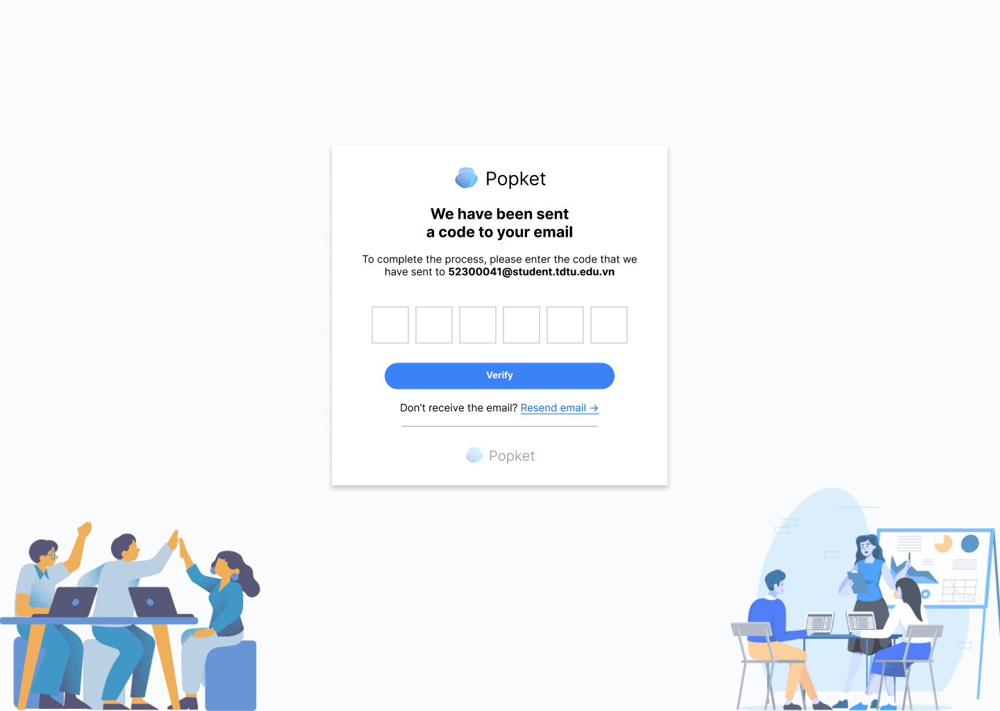 Popket
We have been sent
a code to your email
To complete the process, please enter the code that we
have sent to 52300041@student.tdtu.edu.vn
Verify
Don’t receive the email? Resend email →
Popket